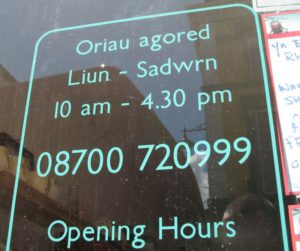 Oriau agored
Liun - Sadwrn
10 am - 4.30 pm
08700 720999
Opening Hours